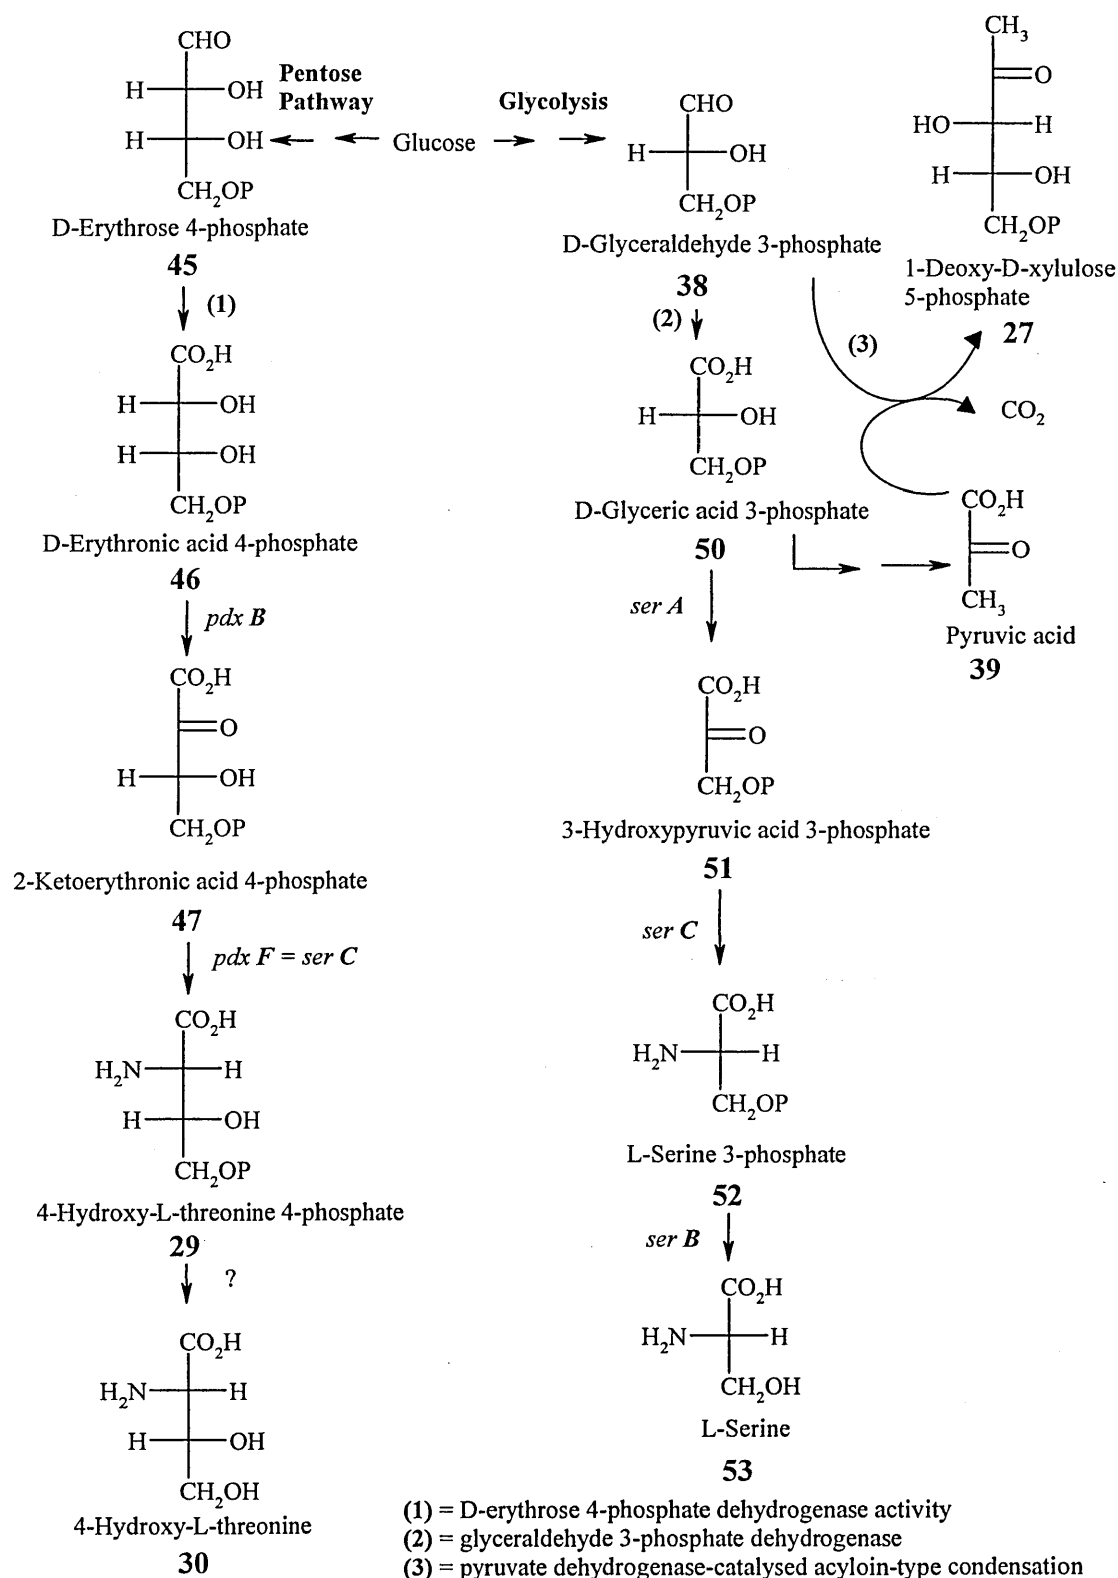 CHO
H OH
H OH
CH₂OP
D-Erythrose 4-phosphate
45
Pentose
Pathway
Glucose
Glycolysis
CHO
H OH
CH₂OP
D-Glyceraldehyde 3-phosphate
38
CH₃
O
HO H
H OH
CH₂OP
1-Deoxy-D-xylulose
5-phosphate
27
(1)
CO₂H
H OH
H OH
CH₂OP
D-Erythronic acid 4-phosphate
46
(2)
CO₂H
H OH
CH₂OP
D-Glyceric acid 3-phosphate
50
(3)
CO₂
CO₂H
O
CH₃
Pyruvic acid
39
pdx B
CO₂H
O
H OH
CH₂OP
2-Ketoerythronic acid 4-phosphate
47
ser A
CO₂H
O
CH₂OP
3-Hydroxypyruvic acid 3-phosphate
51
pdx F = ser C
CO₂H
H₂N H
H OH
CH₂OP
4-Hydroxy-L-threonine 4-phosphate
29
ser C
CO₂H
H₂N H
CH₂OP
L-Serine 3-phosphate
52
?
CO₂H
H₂N H
H OH
CH₂OH
4-Hydroxy-L-threonine
30
ser B
CO₂H
H₂N H
CH₂OH
L-Serine
53
(1) = D-erythrose 4-phosphate dehydrogenase activity
(2) = glyceraldehyde 3-phosphate dehydrogenase
(3) = pyruvate dehydrogenase-catalysed acyloin-type condensation